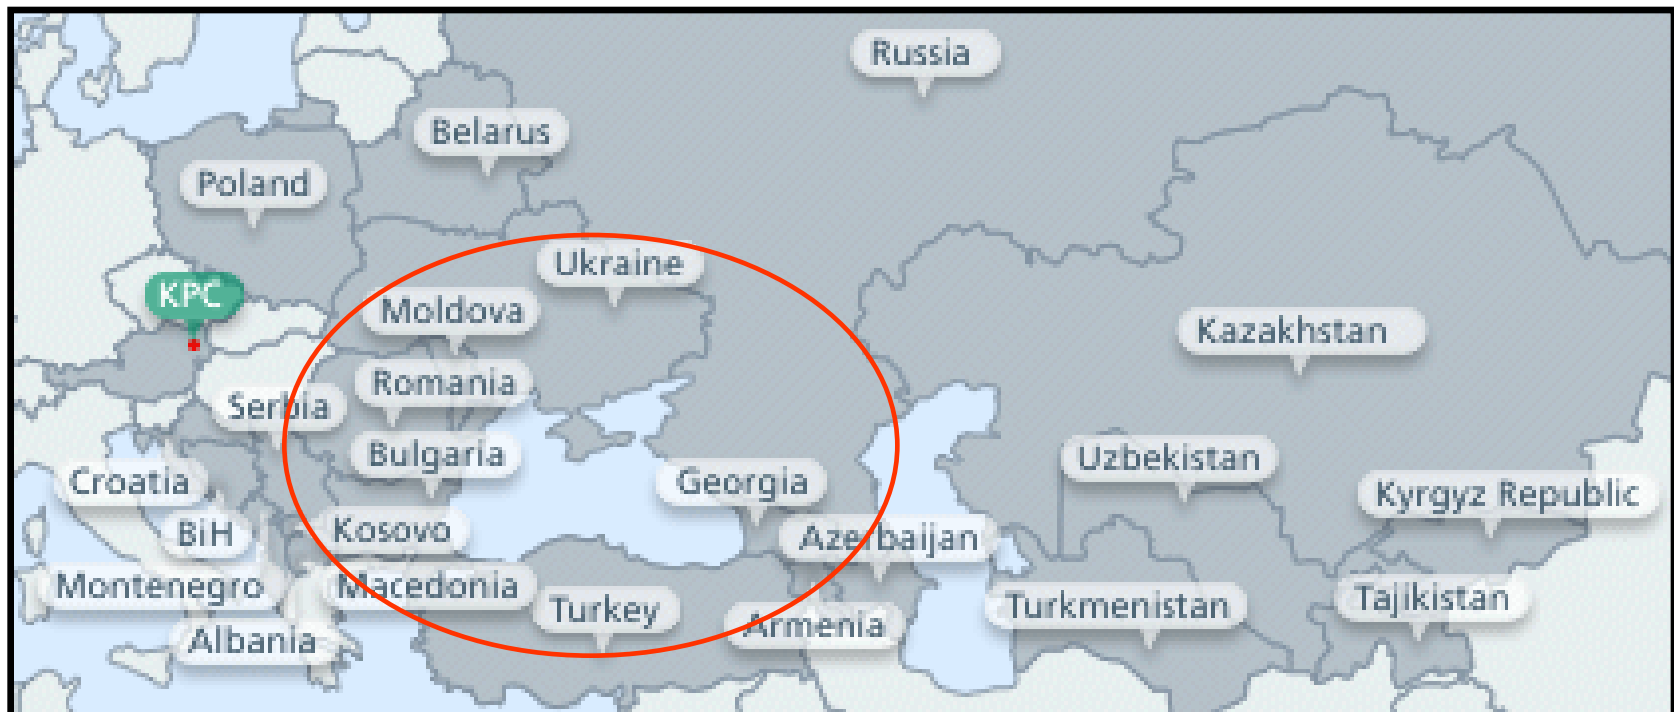 Russia
Belarus
Poland
Ukraine
KPC
Moldova
Kazakhstan
Romania
Serbia
Bulgaria
Uzbekistan
Croatia
Georgia
Kyrgyz Republic
BiH
Kosovo
Azerbaijan
Montenegro
Macedonia
Turkey
Turkmenistan
Tajikistan
Albania
Armenia